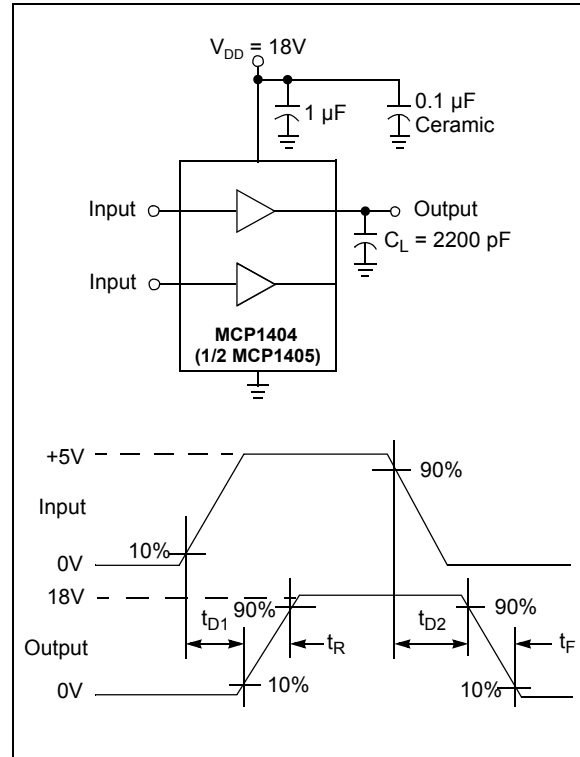 V_DD = 18V
1 µF
0.1 µF
Ceramic
Input
Output
C_L = 2200 pF
Input
MCP1404
(1/2 MCP1405)
+5V
90%
Input
10%
0V
18V
90%
90%
t_D1
t_R
t_D2
t_F
Output
0V
10%
10%